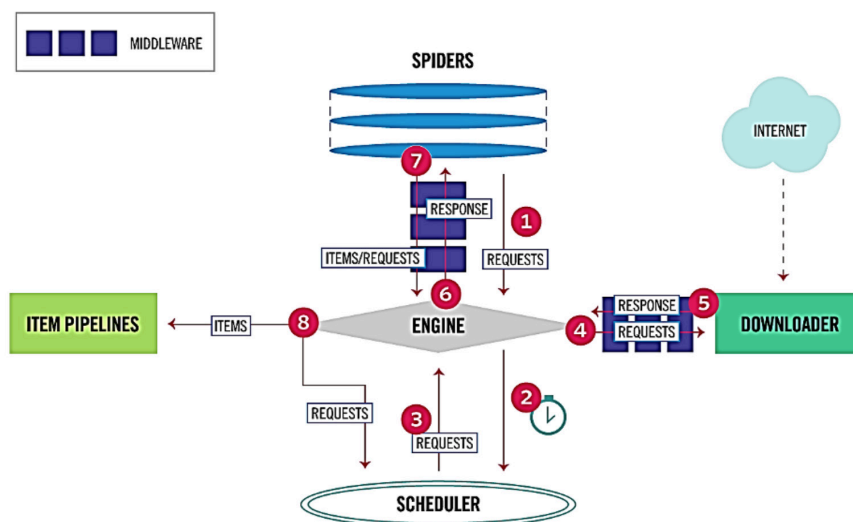 MIDDLEWARE
SPIDERS
INTERNET
7
RESPONSE
1
ITEMS/REQUESTS
REQUESTS
6
ITEM PIPELINES
ITEMS
8
ENGINE
4
RESPONSE
5
REQUESTS
DOWNLOADER
2
REQUESTS
3
REQUESTS
SCHEDULER